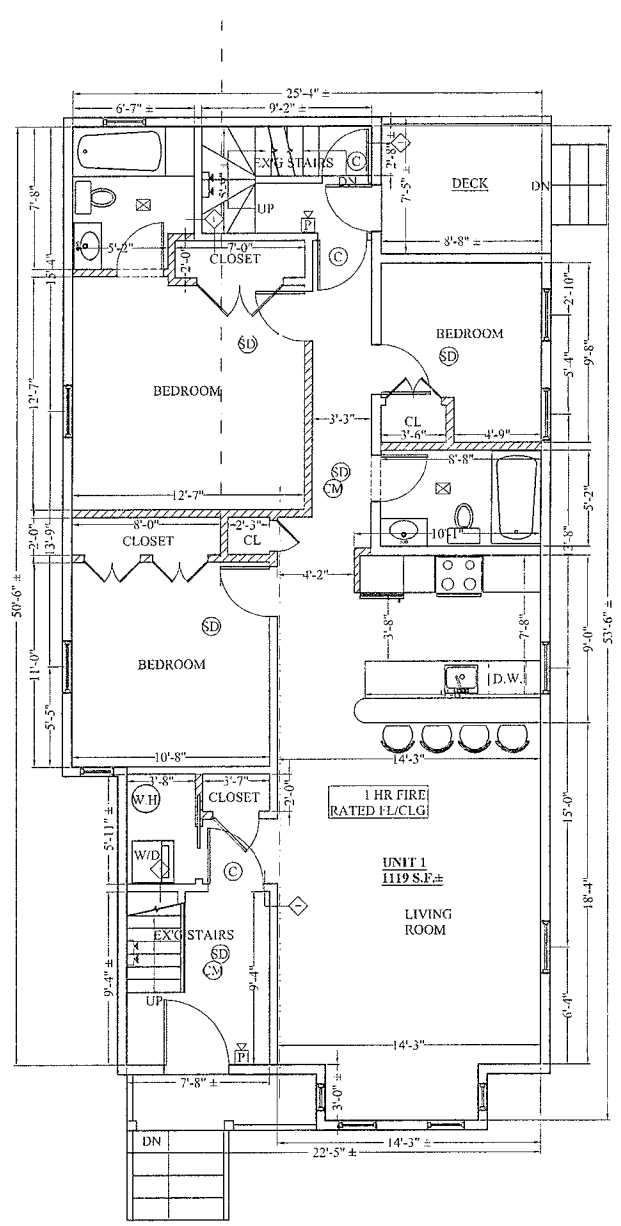 25'-4" ±
6'-7" ±
9'-2" ±
EX'G STAIRS
C
2'-8" ±
7'-5" ±
DN
DECK
DN
7'-8"
UP
P
8'-8" ±
5'-2"
7'-0"
CLOSET
2'-0"
C
15'-4"
2'-10"
SD
BEDROOM
SD
5'-4"
9'-8"
BEDROOM
12'-7"
3'-3"
CL
3'-6"
4'-9"
8'-8" ±
SD
CM
12'-7"
5'-2"
8'-0"
2'-3"
CLOSET
CL
10'-1"
2'-0"
13'-9"
4'-2"
50'-6" ±
53'-6" ±
SD
3'-8"
7'-8"
9'-0"
BEDROOM
11'-0"
5'-5"
D.W.
10'-8"
14'-3"
3'-8"
3'-7"
W.H
CLOSET
2'-0"
1 HR FIRE
RATED FL/CLG
15'-0"
5'-11" ±
W/D
C
UNIT 1
1119 S.F.±
18'-4"
LIVING
ROOM
EX'G STAIRS
SD
CM
9'-4" ±
9'-4"
UP
6'-4"
P
14'-3"
7'-8" ±
3'-0" ±
DN
14'-3" ±
22'-5" ±